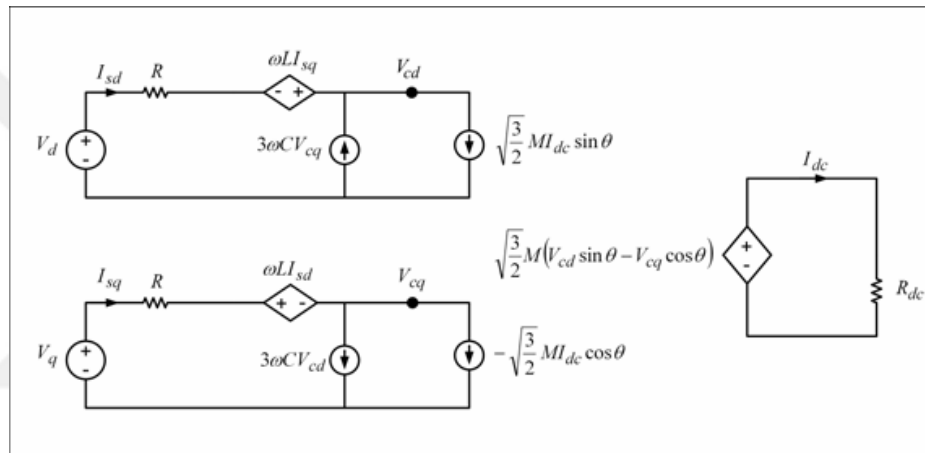 I_sd R ωLI_sq V_cd
V_d + - - + 3ωCV_cq √(3/2) MI_dc sin θ
I_dc
√(3/2) M(V_cd sin θ − V_cq cos θ) + - R_dc
I_sq R ωLI_sd V_cq
V_q + - + - 3ωCV_cd −√(3/2) MI_dc cos θ